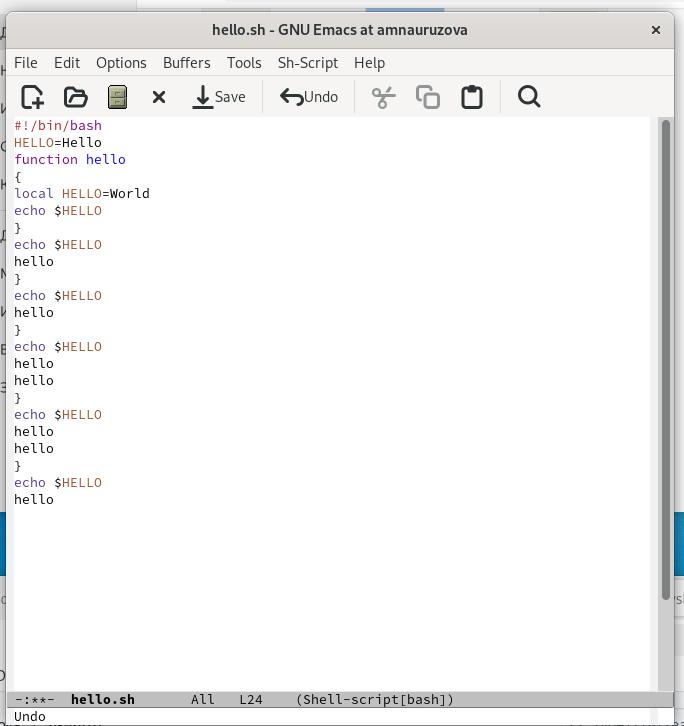 hello.sh - GNU Emacs at amnauruzova
File Edit Options Buffers Tools Sh-Script Help
Save Undo
#!/bin/bash
HELLO=Hello
function hello
{
local HELLO=World
echo $HELLO
}
echo $HELLO
hello
}
echo $HELLO
hello
}
echo $HELLO
hello
hello
}
echo $HELLO
hello
hello
}
echo $HELLO
hello
-:**- hello.sh All L24 (Shell-script[bash])
Undo